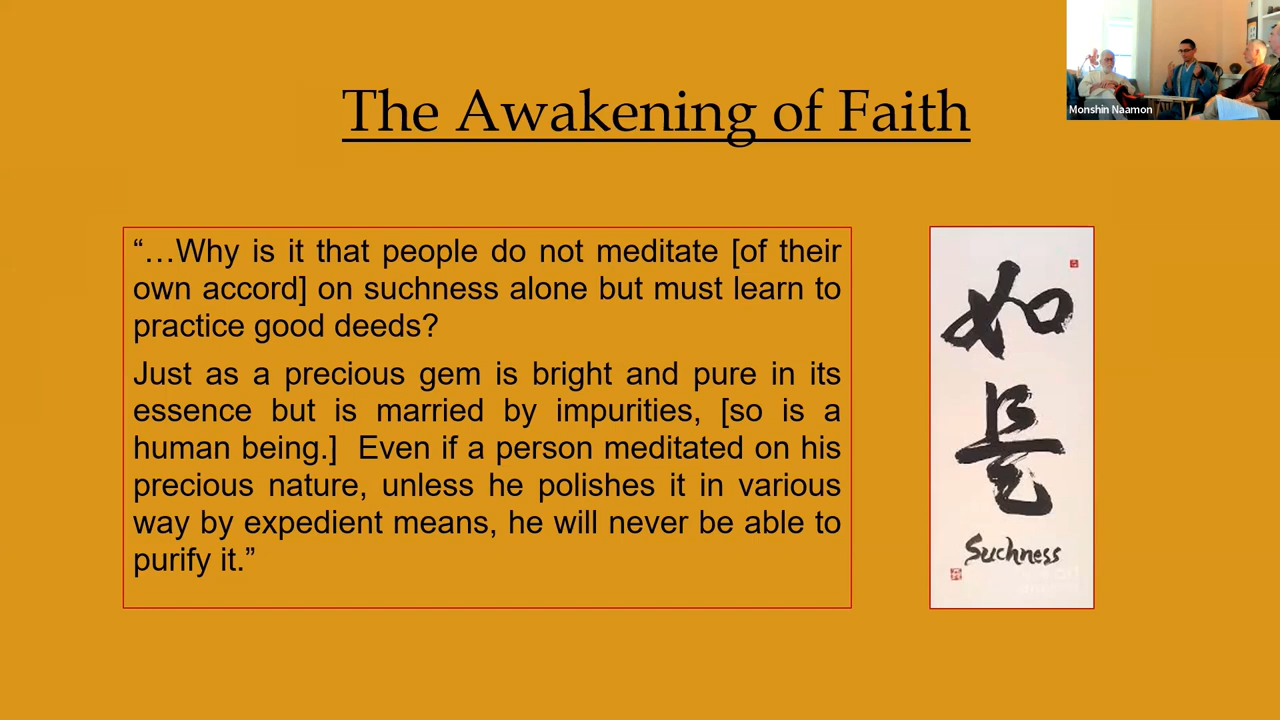 The Awakening of Faith
Monshin Naamon
“…Why is it that people do not meditate [of their
own accord] on suchness alone but must learn to
practice good deeds?
Just as a precious gem is bright and pure in its
essence but is married by impurities, [so is a
human being.]  Even if a person meditated on his
precious nature, unless he polishes it in various
way by expedient means, he will never be able to
purify it.”
如
是
Suchness